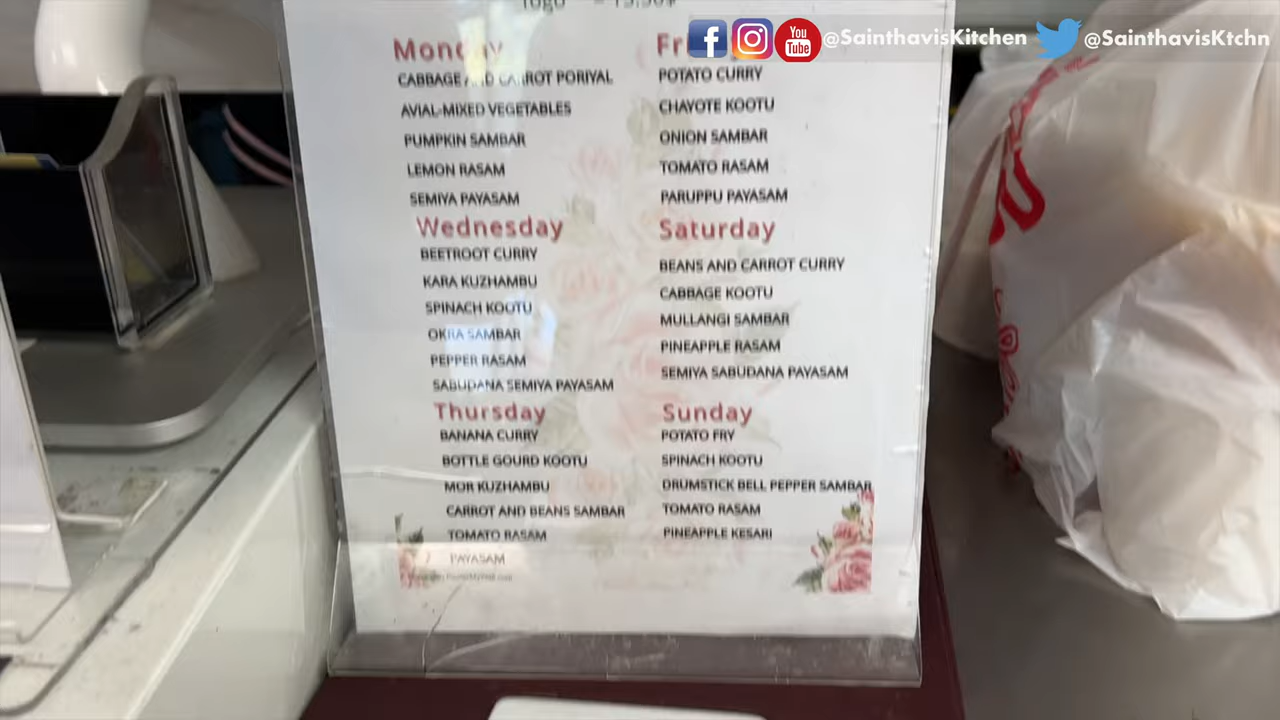 @SainthavisKitchen
@SainthavisKtchn
You
Tube
Togo
Monday
CABBAGE AND CARROT PORIYAL
AVIAL-MIXED VEGETABLES
PUMPKIN SAMBAR
LEMON RASAM
SEMIYA PAYASAM
Wednesday
BEETROOT CURRY
KARA KUZHAMBU
SPINACH KOOTU
OKRA SAMBAR
PEPPER RASAM
SABUDANA SEMIYA PAYASAM
Thursday
BANANA CURRY
BOTTLE GOURD KOOTU
MOR KUZHAMBU
CARROT AND BEANS SAMBAR
TOMATO RASAM
PAYASAM
POTATO CURRY
CHAYOTE KOOTU
ONION SAMBAR
TOMATO RASAM
PARUPPU PAYASAM
Saturday
BEANS AND CARROT CURRY
CABBAGE KOOTU
MULLANGI SAMBAR
PINEAPPLE RASAM
SEMIYA SABUDANA PAYASAM
Sunday
POTATO FRY
SPINACH KOOTU
DRUMSTICK BELL PEPPER SAMBAR
TOMATO RASAM
PINEAPPLE KESARI